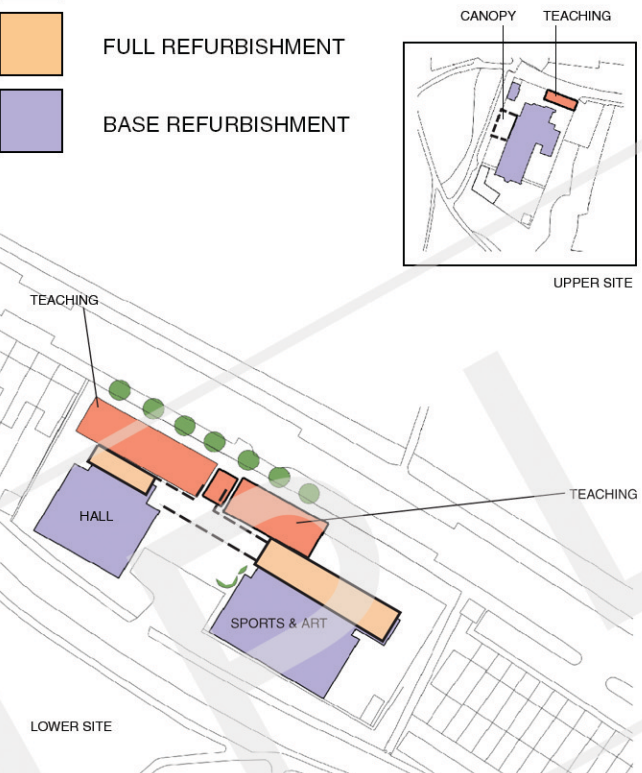 FULL REFURBISHMENT
BASE REFURBISHMENT
CANOPY
TEACHING
UPPER SITE
TEACHING
TEACHING
HALL
SPORTS & ART
LOWER SITE